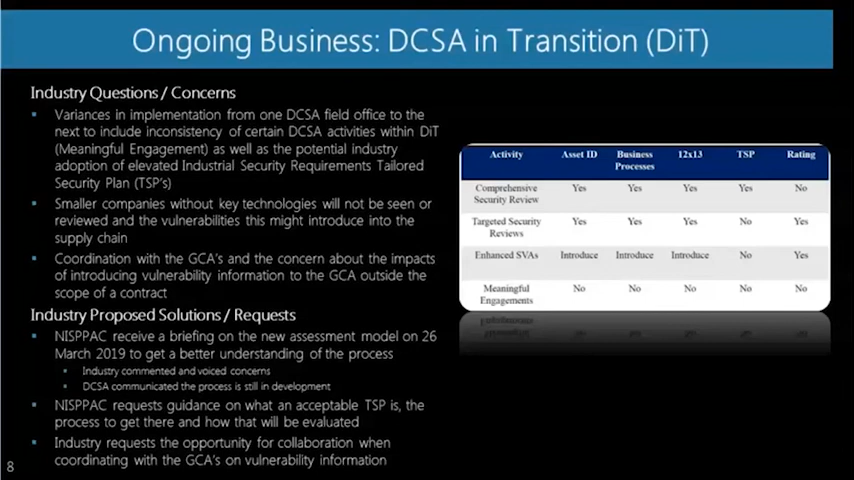 Ongoing Business: DCSA in Transition (DiT)
Industry Questions / Concerns
Variances in implementation from one DCSA field office to the
next to include inconsistency of certain DCSA activities within DiT
(Meaningful Engagement) as well as the potential industry
adoption of elevated Industrial Security Requirements Tailored
Security Plan (TSP's)
Smaller companies without key technologies will not be seen or
reviewed and the vulnerabilities this might introduce into the
supply chain
Coordination with the GCA's and the concern about the impacts
of introducing vulnerability information to the GCA outside the
scope of a contract
Industry Proposed Solutions / Requests
NISPPAC receive a briefing on the new assessment model on 26
March 2019 to get a better understanding of the process
Industry commented and voiced concerns
DCSA communicated the process is still in development
NISPPAC requests guidance on what an acceptable TSP is, the
process to get there and how that will be evaluated
Industry requests the opportunity for collaboration when
coordinating with the GCA's on vulnerability information
Activity Asset ID Business Processes 12x13 TSP Rating
Comprehensive Security Review Yes Yes Yes Yes No
Targeted Security Reviews Yes Yes Yes No Yes
Enhanced SVAs Introduce Introduce Introduce No Yes
Meaningful Engagements No No No No No
8